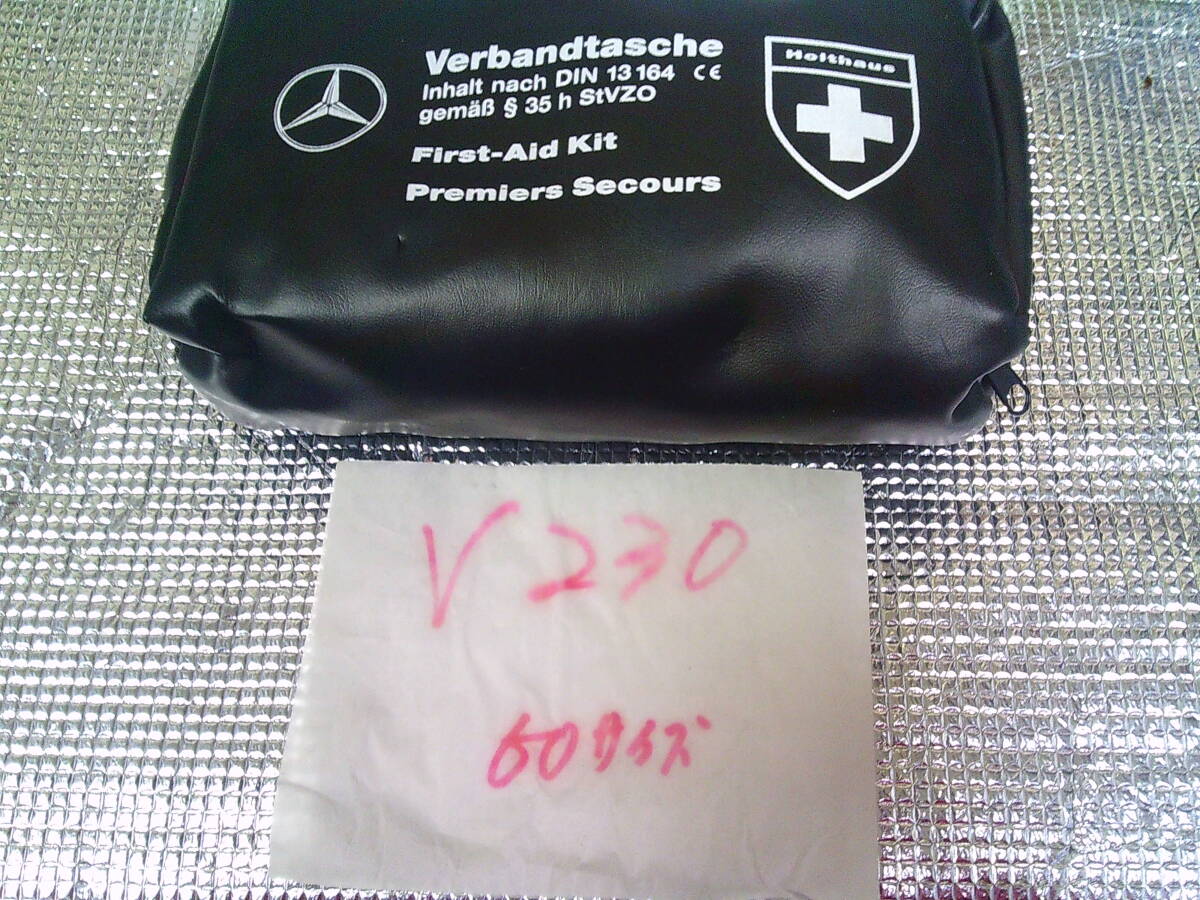 Verbandtasche
Inhalt nach DIN 13 164 CE
gemäß § 35 h StVZO
First-Aid Kit
Premiers Secours
Holthaus
V230
60サイズ